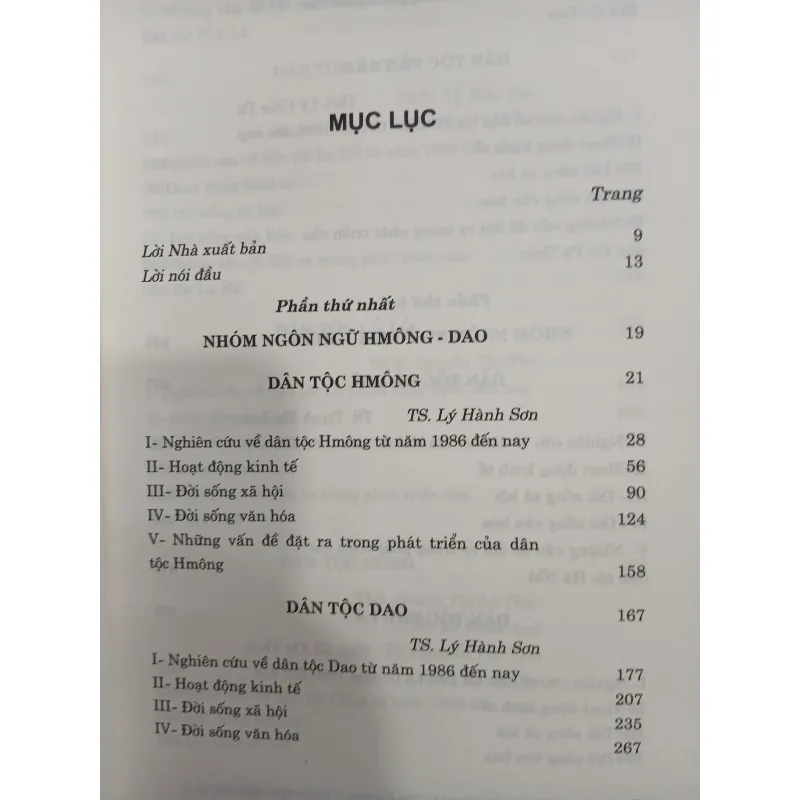 MỤC LỤC
Trang
Lời Nhà xuất bản 9
Lời nói đầu 13
Phần thứ nhất
NHÓM NGÔN NGỮ HMÔNG - DAO 19
DÂN TỘC HMÔNG 21
TS. Lý Hành Sơn
I- Nghiên cứu về dân tộc Hmông từ năm 1986 đến nay 28
II- Hoạt động kinh tế 56
III- Đời sống xã hội 90
IV- Đời sống văn hóa 124
V- Những vấn đề đặt ra trong phát triển của dân
tộc Hmông 158
DÂN TỘC DAO 167
TS. Lý Hành Sơn
I- Nghiên cứu về dân tộc Dao từ năm 1986 đến nay 177
II- Hoạt động kinh tế 207
III- Đời sống xã hội 235
IV- Đời sống văn hóa 267